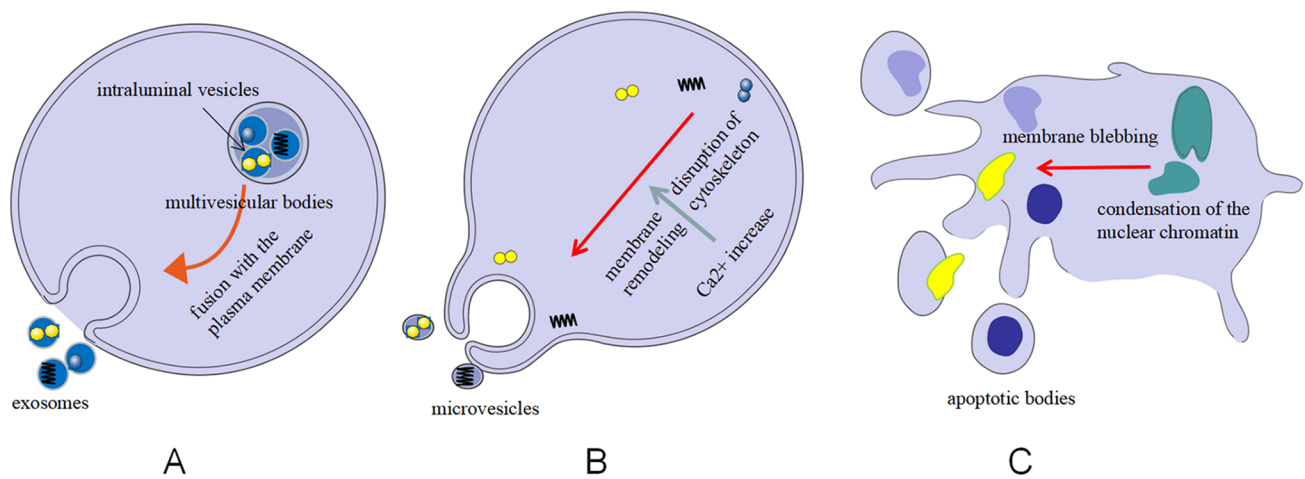 intraluminal vesicles
multivesicular bodies
fusion with the
plasma membrane
exosomes
A
disruption of
cytoskeleton
membrane
remodeling
Ca2+ increase
microvesicles
B
membrane blebbing
condensation of the
nuclear chromatin
apoptotic bodies
C